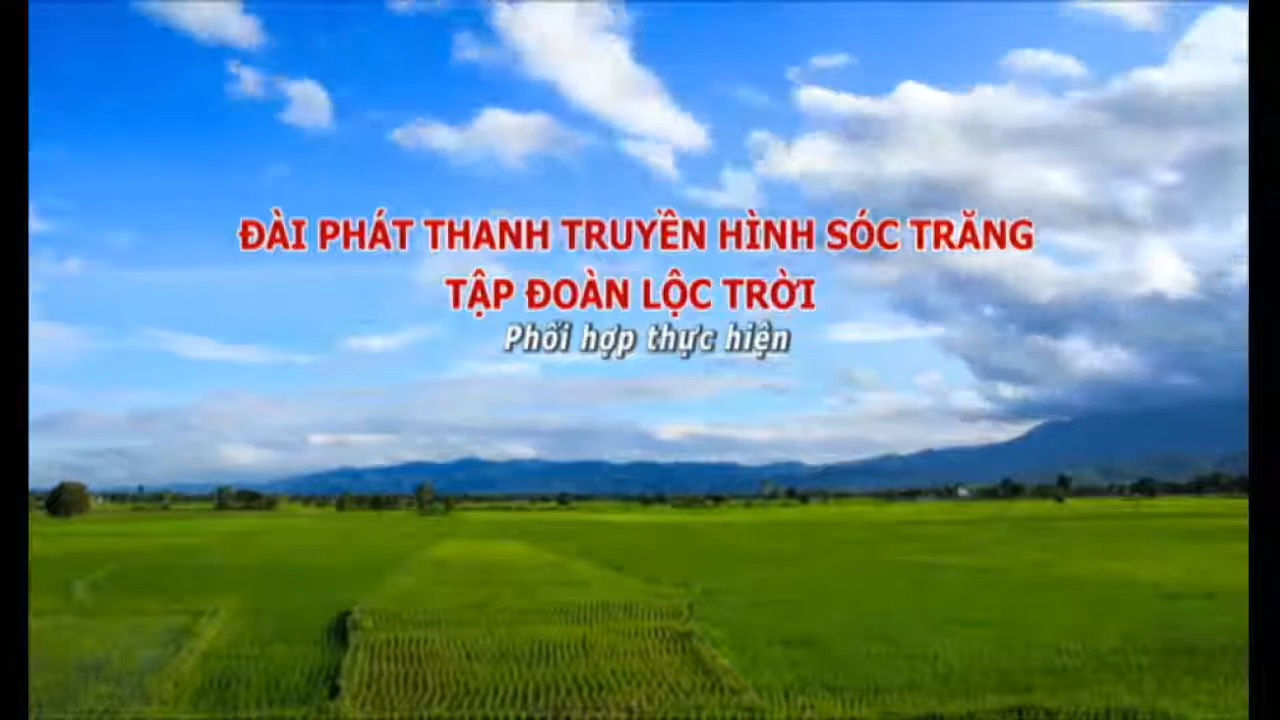 ĐÀI PHÁT THANH TRUYỀN HÌNH SÓC TRĂNG
TẬP ĐOÀN LỘC TRỜI
Phối hợp thực hiện